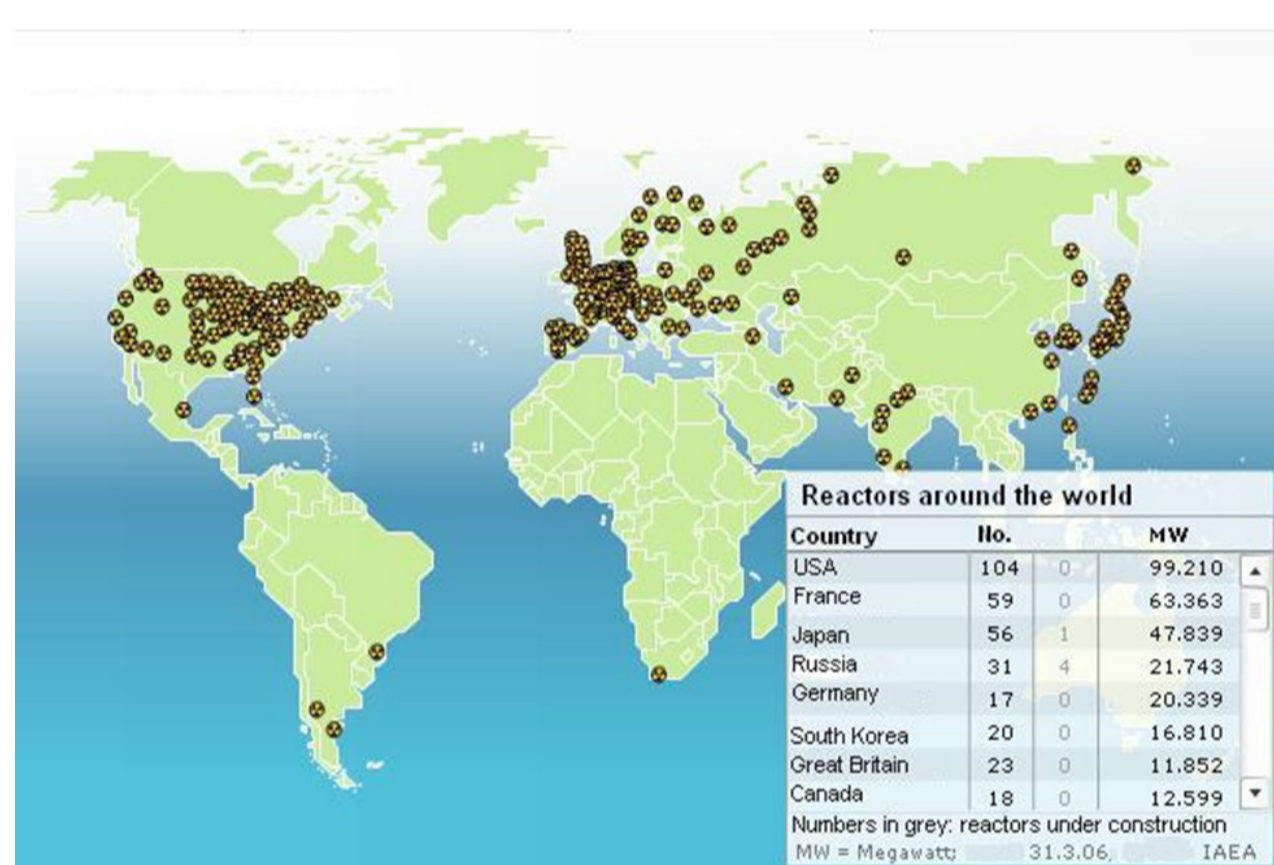 Reactors around the world
Country No. MW
USA 104 0 99.210
France 59 0 63.363
Japan 56 1 47.839
Russia 31 4 21.743
Germany 17 0 20.339
South Korea 20 0 16.810
Great Britain 23 0 11.852
Canada 18 0 12.599
Numbers in grey: reactors under construction
MW = Megawatt; 31.3.06, IAEA